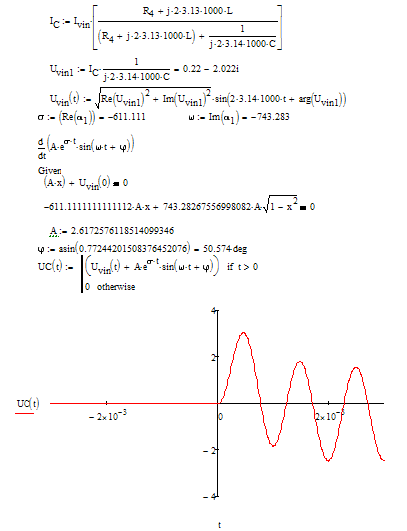 I_C := I_vin·[ (R_4 + j·2·3.13·1000·L) / ((R_4 + j·2·3.13·1000·L) + 1/(j·2·3.14·1000·C)) ]
U_vin1 := I_C · 1/(j·2·3.14·1000·C) = 0.22 − 2.022i
U_vin(t) := √(Re(U_vin1)² + Im(U_vin1)²)·sin(2·3.14·1000·t + arg(U_vin1))
σ := (Re(α_1)) = −611.111 ω := Im(α_1) = −743.283
d/dt (A·e^(σ·t)·sin(ω·t + φ))
Given
(A·x) + U_vin(0) = 0
−611.1111111111112·A·x + 743.28267556998082·A·√(1 − x²) = 0
A := 2.6172576118514099346
φ := asin(0.77244201508376452076) = 50.574·deg
UC(t) := | (U_vin(t) + A·e^(σ·t)·sin(ω·t + φ)) if t > 0
0 otherwise
4
2
UC(t)
− 2×10⁻³ 0 2×10⁻³
− 2
− 4
t